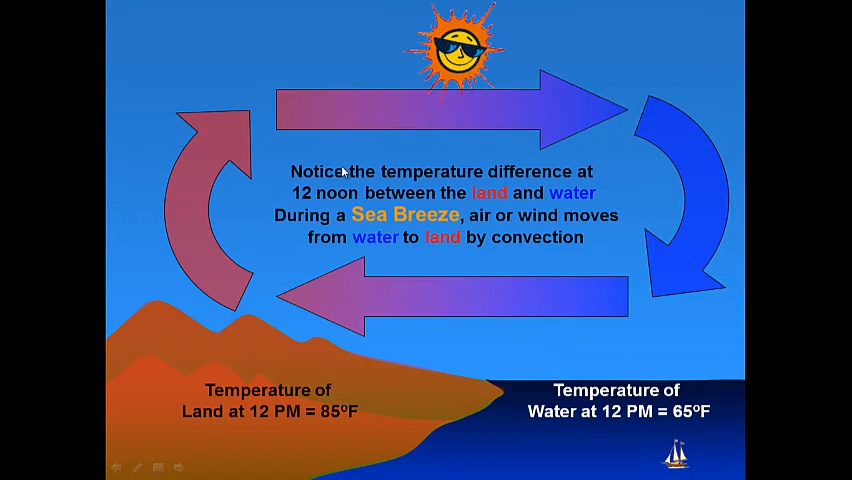 Notice the temperature difference at
12 noon between the land and water
During a Sea Breeze, air or wind moves
from water to land by convection
Temperature of
Land at 12 PM = 85ºF
Temperature of
Water at 12 PM = 65ºF